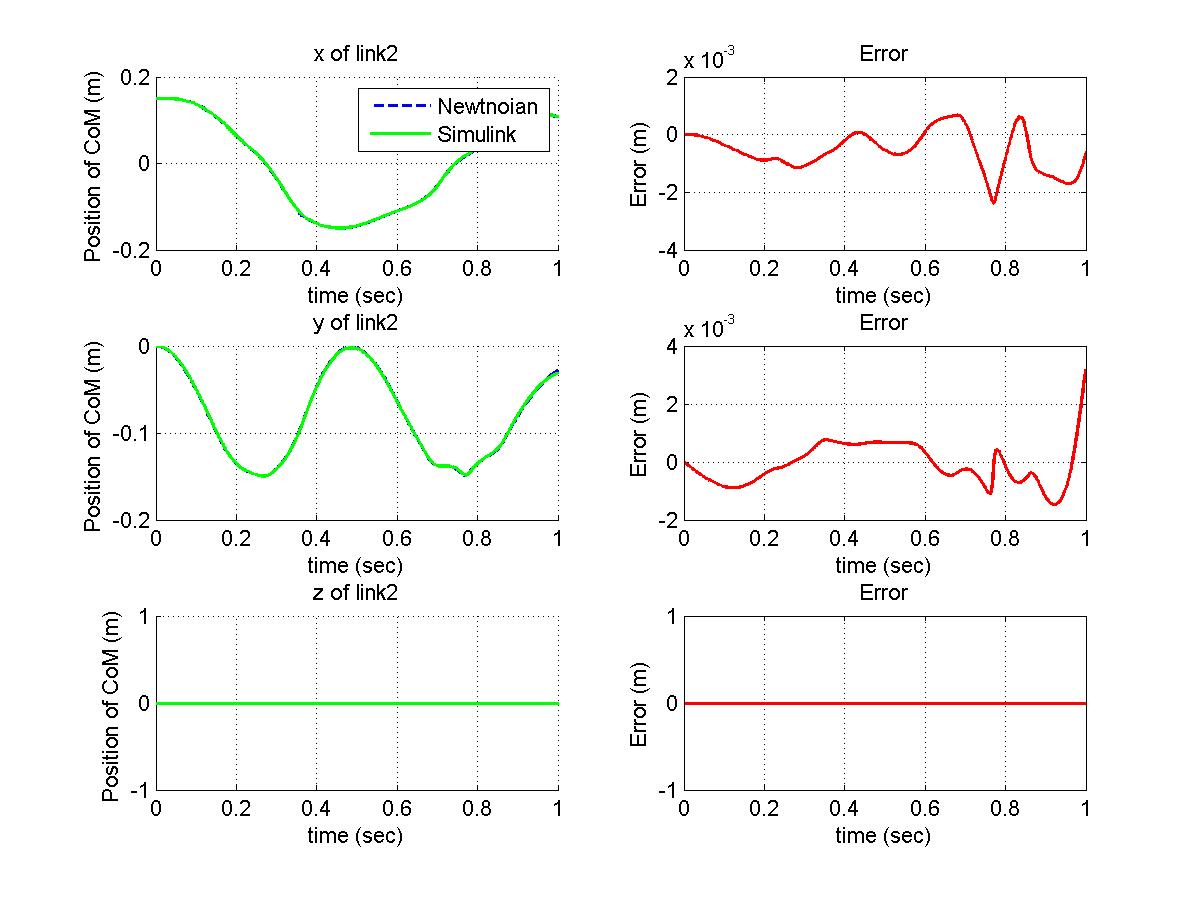 x of link2
Position of CoM (m)
0.2
0
-0.2
Newtnoian
Simulink
0 0.2 0.4 0.6 0.8 1
time (sec)
Error
x 10-3
Error (m)
2
0
-2
-4
0 0.2 0.4 0.6 0.8 1
time (sec)
y of link2
Position of CoM (m)
0
-0.1
-0.2
0 0.2 0.4 0.6 0.8 1
time (sec)
Error
x 10-3
Error (m)
4
2
0
-2
0 0.2 0.4 0.6 0.8 1
time (sec)
z of link2
Position of CoM (m)
1
0
-1
0 0.2 0.4 0.6 0.8 1
time (sec)
Error
Error (m)
1
0
-1
0 0.2 0.4 0.6 0.8 1
time (sec)